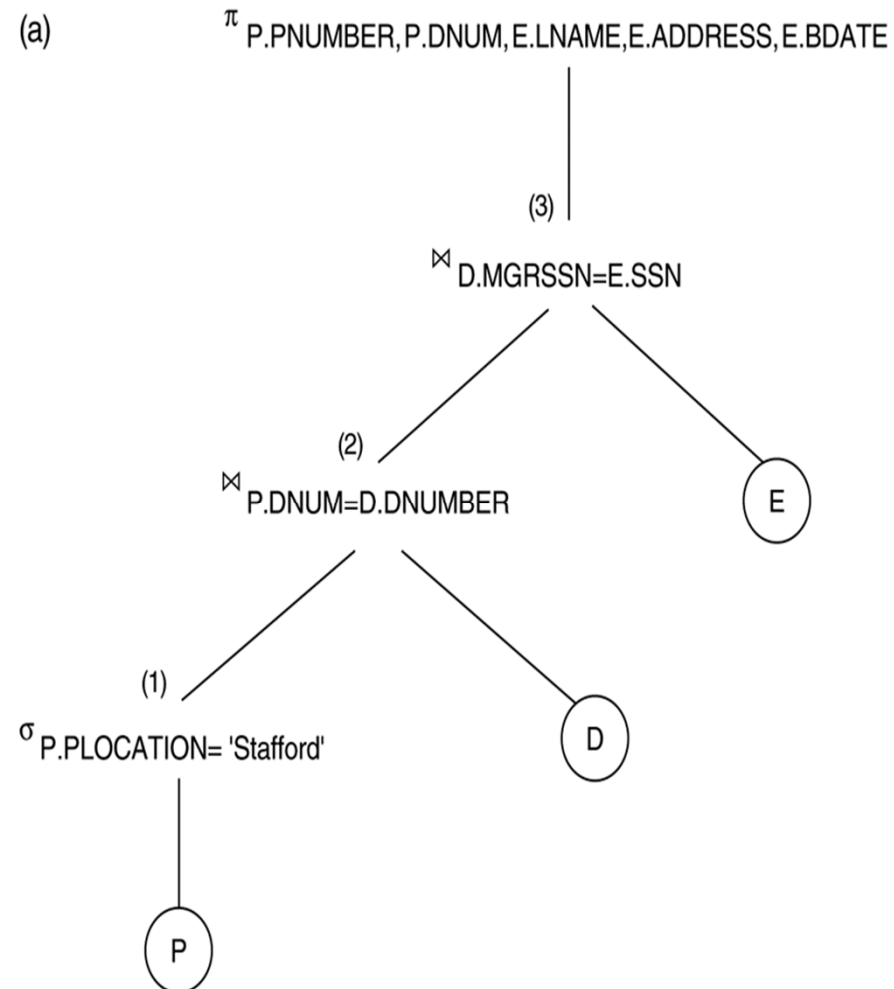 (a) π P.PNUMBER,P.DNUM,E.LNAME,E.ADDRESS,E.BDATE
(3)
⋈ D.MGRSSN=E.SSN
(2)
⋈ P.DNUM=D.DNUMBER
E
(1)
σ P.PLOCATION= 'Stafford'
D
P